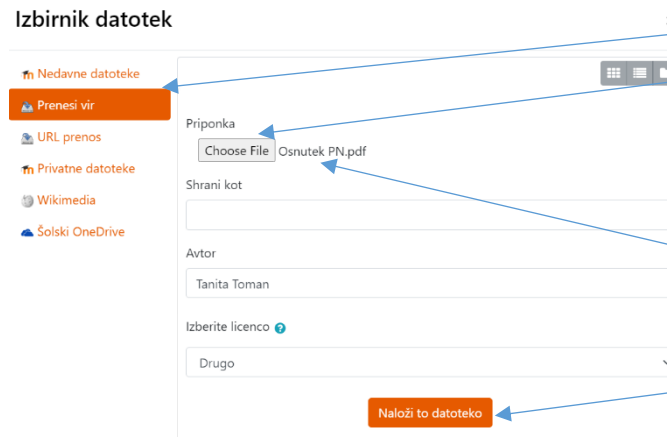 Izbirnik datotek
Nedavne datoteke
Prenesi vir
URL prenos
Privatne datoteke
Wikimedia
Šolski OneDrive
Priponka
Choose File Osnutek PN.pdf
Shrani kot
Avtor
Tanita Toman
Izberite licenco
Drugo
Naloži to datoteko